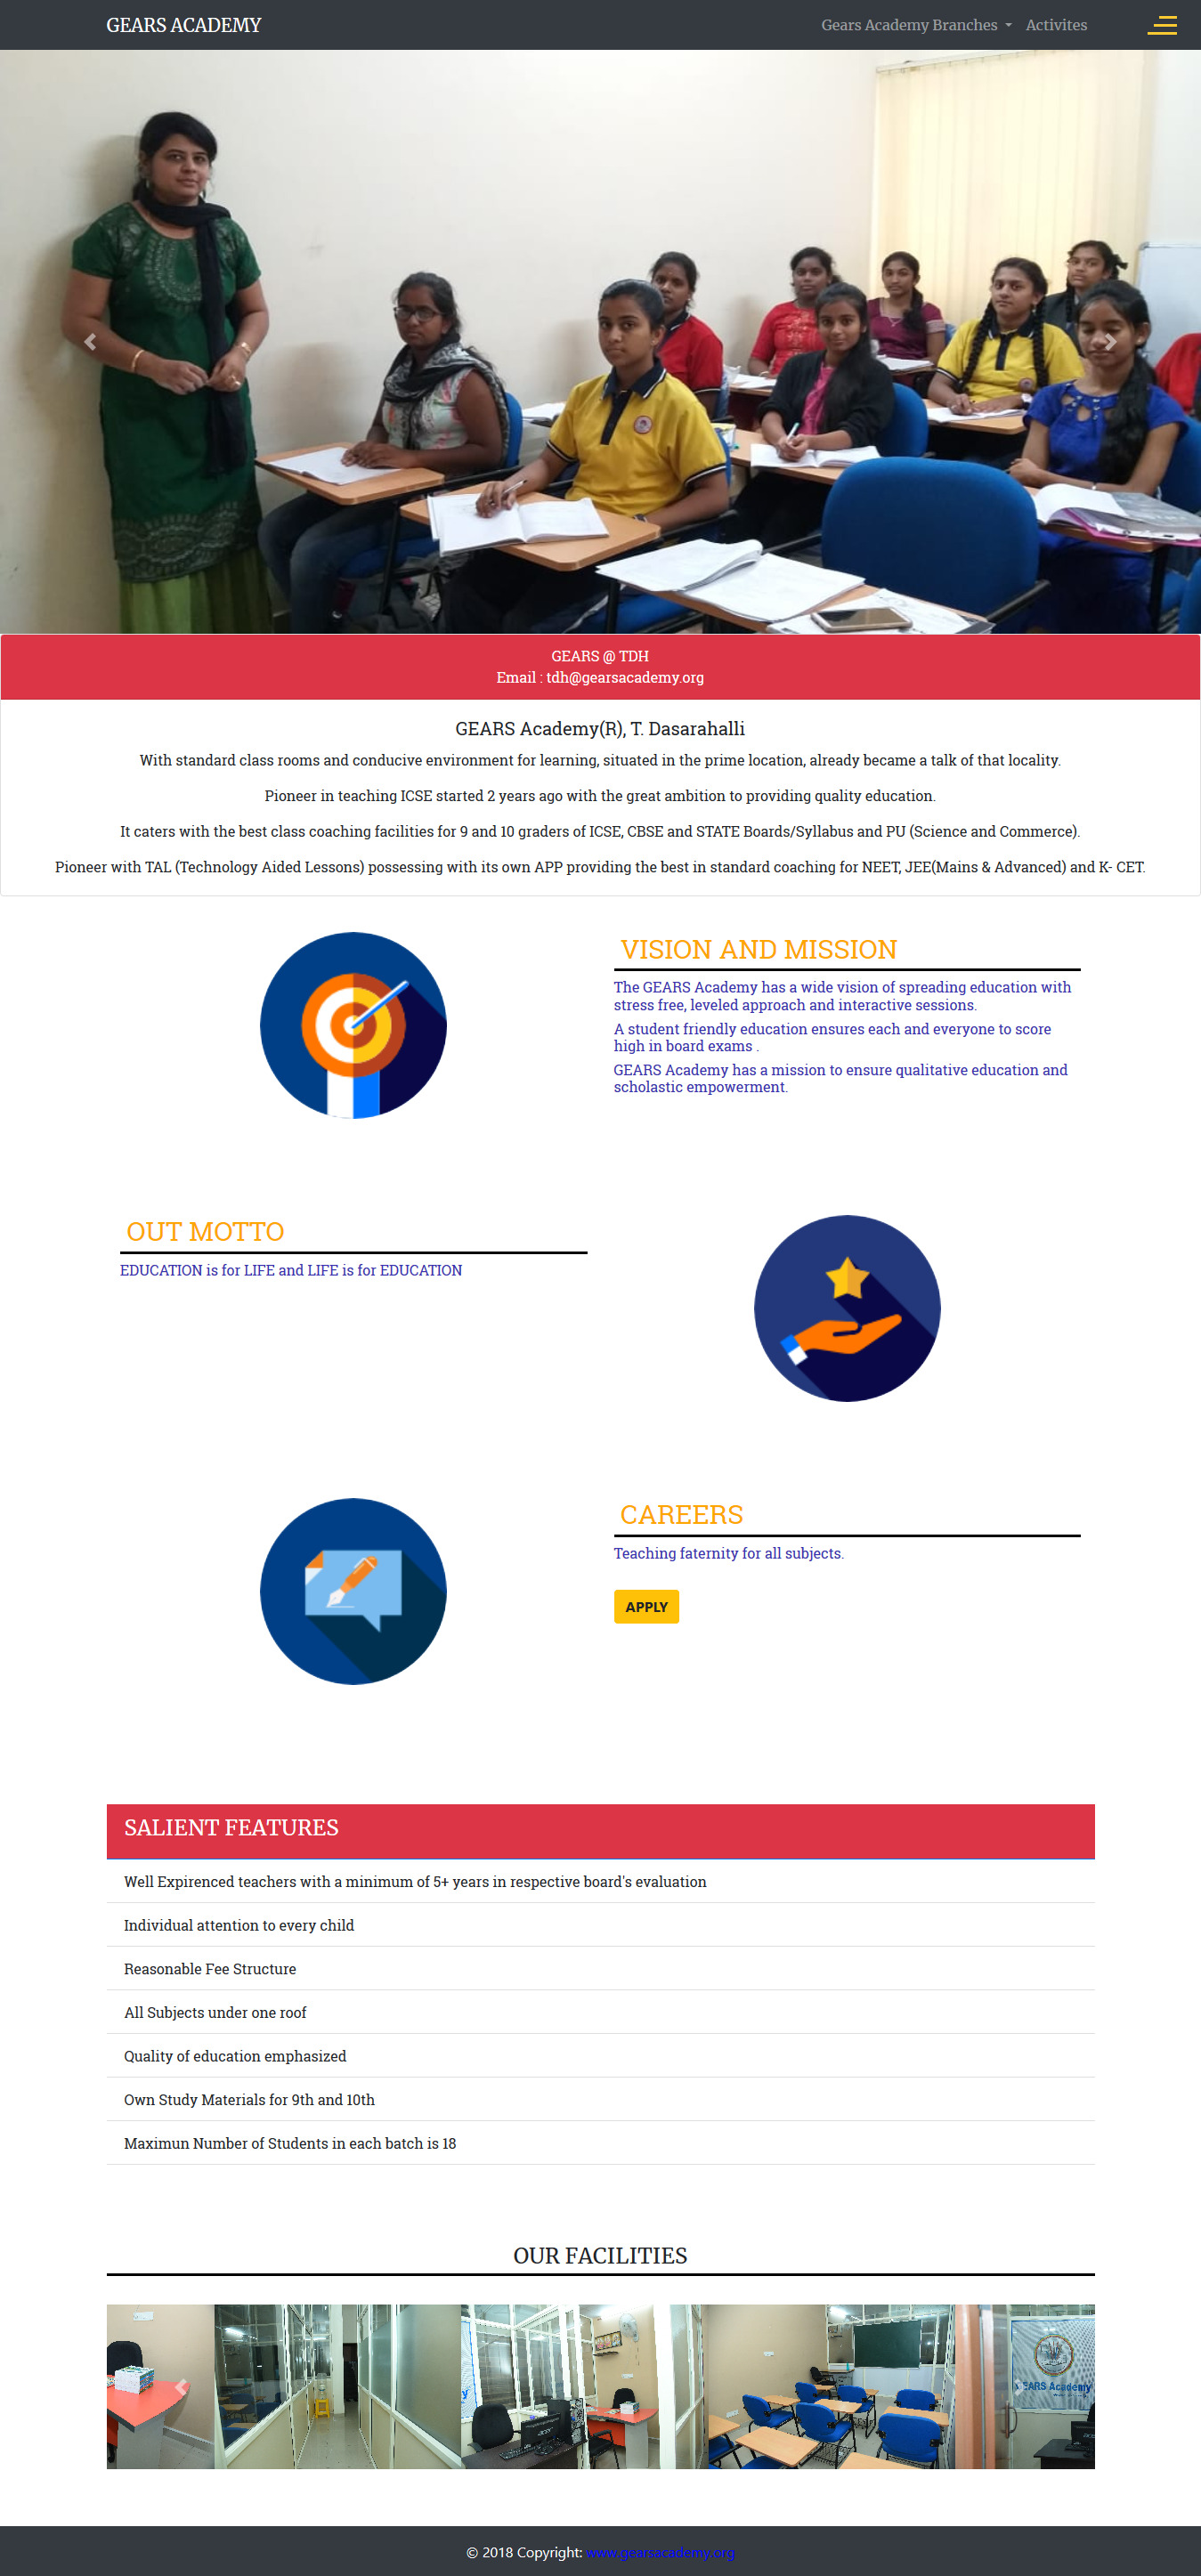 GEARS ACADEMY
Gears Academy Branches
Activites
GEARS @ TDH
Email : tdh@gearsacademy.org
GEARS Academy(R), T. Dasarahalli
With standard class rooms and conducive environment for learning, situated in the prime location, already became a talk of that locality.
Pioneer in teaching ICSE started 2 years ago with the great ambition to providing quality education.
It caters with the best class coaching facilities for 9 and 10 graders of ICSE, CBSE and STATE Boards/Syllabus and PU (Science and Commerce).
Pioneer with TAL (Technology Aided Lessons) possessing with its own APP providing the best in standard coaching for NEET, JEE(Mains & Advanced) and K- CET.
VISION AND MISSION
The GEARS Academy has a wide vision of spreading education with
stress free, leveled approach and interactive sessions.
A student friendly education ensures each and everyone to score
high in board exams .
GEARS Academy has a mission to ensure qualitative education and
scholastic empowerment.
OUT MOTTO
EDUCATION is for LIFE and LIFE is for EDUCATION
CAREERS
Teaching faternity for all subjects.
APPLY
SALIENT FEATURES
Well Expirenced teachers with a minimum of 5+ years in respective board's evaluation
Individual attention to every child
Reasonable Fee Structure
All Subjects under one roof
Quality of education emphasized
Own Study Materials for 9th and 10th
Maximun Number of Students in each batch is 18
OUR FACILITIES
Academy
© 2018 Copyright: www.gearsacademy.org